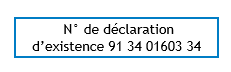 N° de déclaration
d'existence 91 34 01603 34